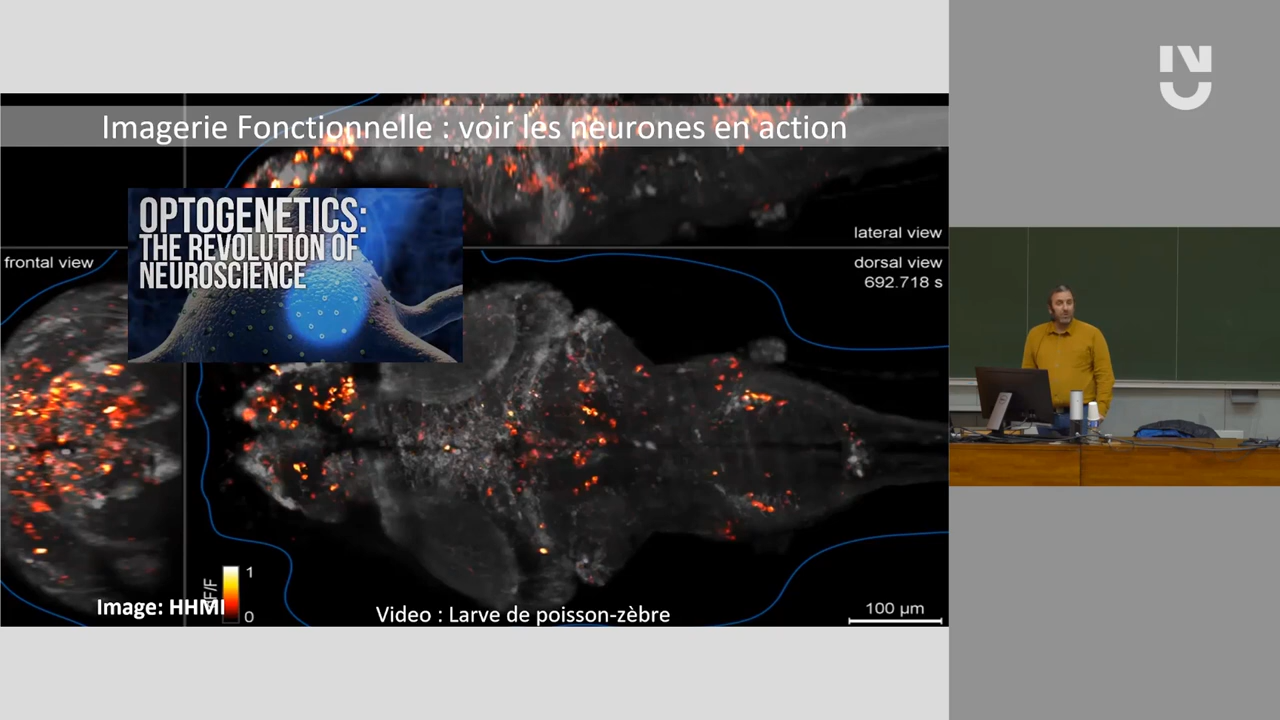 Imagerie Fonctionnelle : voir les neurones en action
OPTOGENETICS:
THE REVOLUTION OF
NEUROSCIENCE
lateral view
frontal view
dorsal view
692.718 s
1
0
Image: HHMI
Video : Larve de poisson-zèbre
100 µm